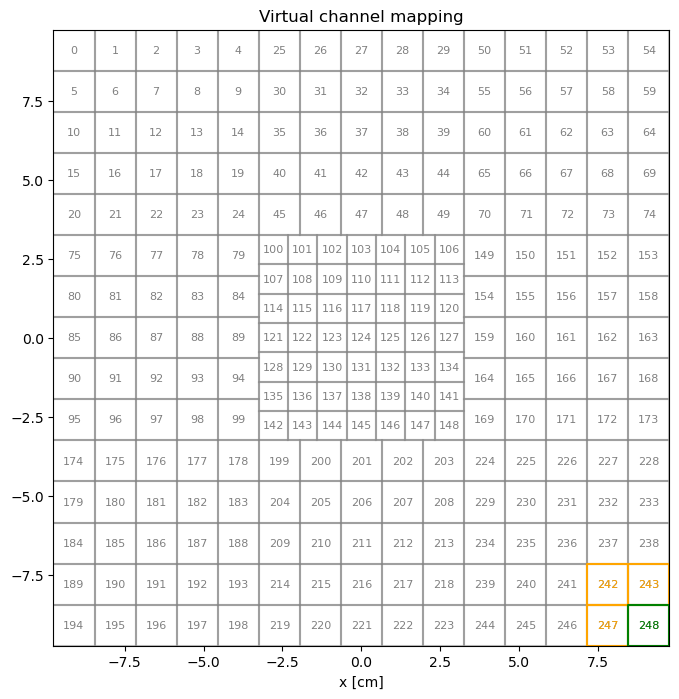 Virtual channel mapping
0 1 2 3 4 25 26 27 28 29 50 51 52 53 54
7.5 5 6 7 8 9 30 31 32 33 34 55 56 57 58 59
10 11 12 13 14 35 36 37 38 39 60 61 62 63 64
5.0 15 16 17 18 19 40 41 42 43 44 65 66 67 68 69
20 21 22 23 24 45 46 47 48 49 70 71 72 73 74
2.5 75 76 77 78 79 100 101 102 103 104 105 106 149 150 151 152 153
107 108 109 110 111 112 113
80 81 82 83 84 114 115 116 117 118 119 120 154 155 156 157 158
0.0 85 86 87 88 89 121 122 123 124 125 126 127 159 160 161 162 163
128 129 130 131 132 133 134
90 91 92 93 94 164 165 166 167 168
135 136 137 138 139 140 141
−2.5 95 96 97 98 99 142 143 144 145 146 147 148 169 170 171 172 173
174 175 176 177 178 199 200 201 202 203 224 225 226 227 228
−5.0 179 180 181 182 183 204 205 206 207 208 229 230 231 232 233
184 185 186 187 188 209 210 211 212 213 234 235 236 237 238
−7.5 189 190 191 192 193 214 215 216 217 218 239 240 241 242 243
194 195 196 197 198 219 220 221 222 223 244 245 246 247 248
−7.5 −5.0 −2.5 0.0 2.5 5.0 7.5
x [cm]